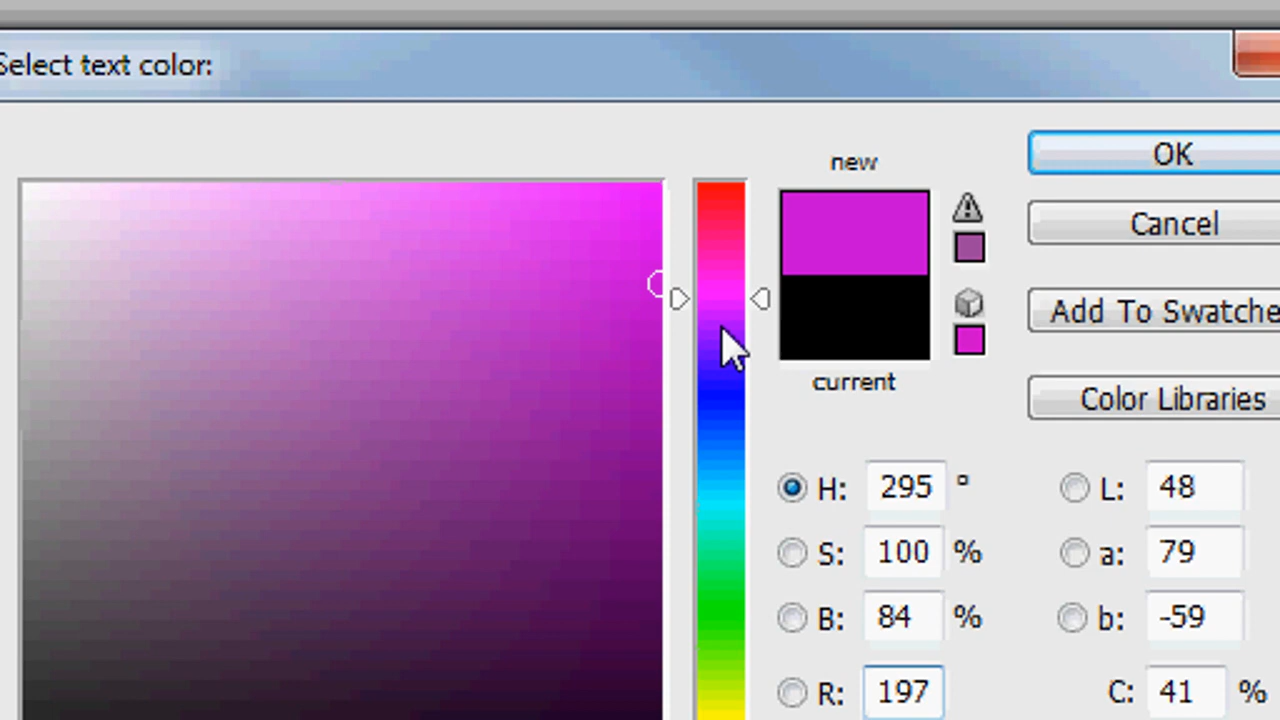 Select text color:
new
OK
Cancel
Add To Swatche
current
Color Libraries
H: 295 °
L: 48
S: 100 %
a: 79
B: 84 %
b: -59
R: 197
C: 41 %